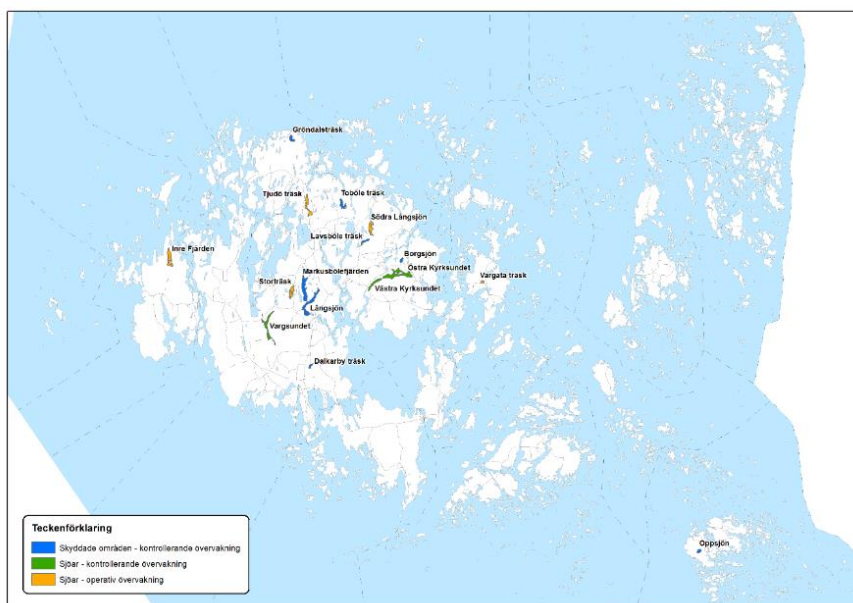 Gröndalsträsk
Tjudö träsk
Toböle träsk
Södra Långsjön
Lavsböle träsk
Inre Fjärden
Borgsjön
Markusbölefjärden
Östra Kyrksundet
Storträsk
Västra Kyrksundet
Vargata träsk
Långsjön
Vargsundet
Dalkarby träsk
Oppsjön
Teckenförklaring
Skyddade områden - kontrollerande övervakning
Sjöar - kontrollerande övervakning
Sjöar - operativ övervakning